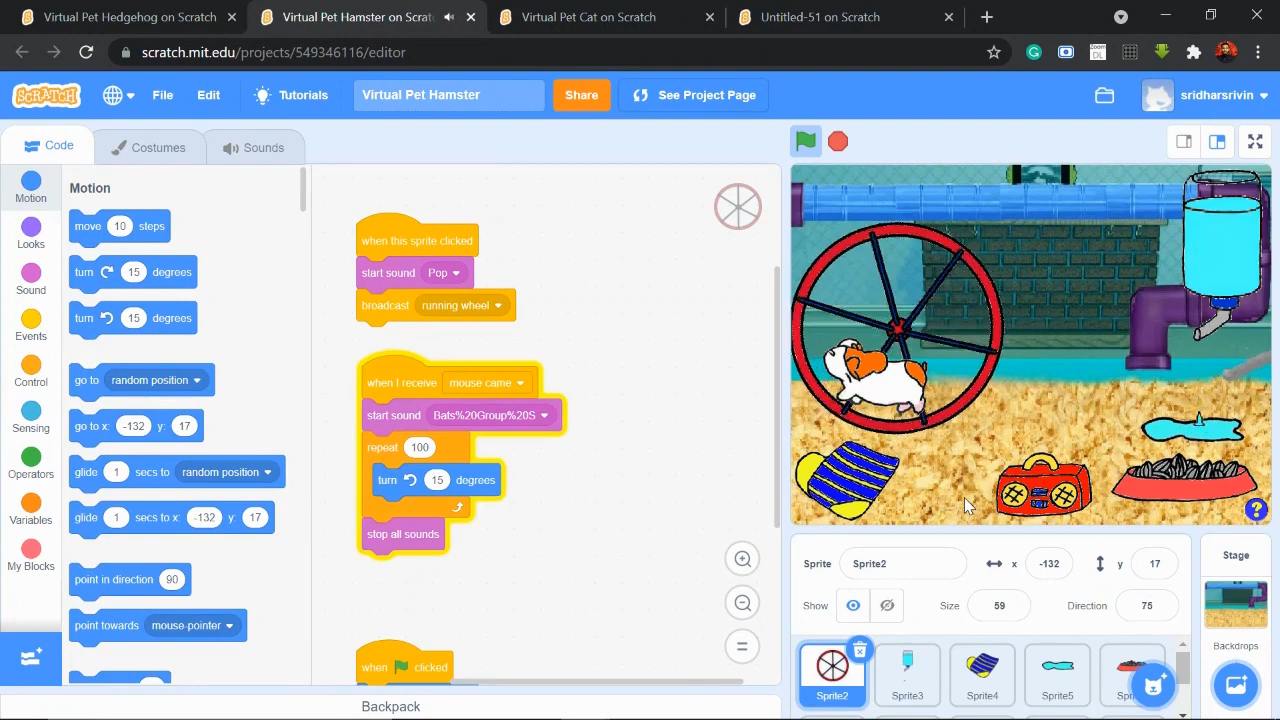 Virtual Pet Hedgehog on Scratch
Virtual Pet Hamster on Scrat
Virtual Pet Cat on Scratch
Untitled-51 on Scratch
scratch.mit.edu/projects/549346116/editor
Zoom
DL
SCRATCH
File
Edit
Tutorials
Virtual Pet Hamster
Share
See Project Page
sridharsrivin
Code
Costumes
Sounds
Motion
Looks
Sound
Events
Control
Sensing
Operators
Variables
My Blocks
Motion
move 10 steps
turn 15 degrees
turn 15 degrees
go to random position
go to x: -132 y: 17
glide 1 secs to random position
glide 1 secs to x: -132 y: 17
point in direction 90
point towards mouse-pointer
when this sprite clicked
start sound Pop
broadcast running wheel
when I receive mouse came
start sound Bats%20Group%20S
repeat 100
turn 15 degrees
stop all sounds
when clicked
Backpack
?
Sprite Sprite2 x -132 y 17
Show Size 59 Direction 75
Sprite2
Sprite3
Sprite4
Sprite5
Stage
Backdrops